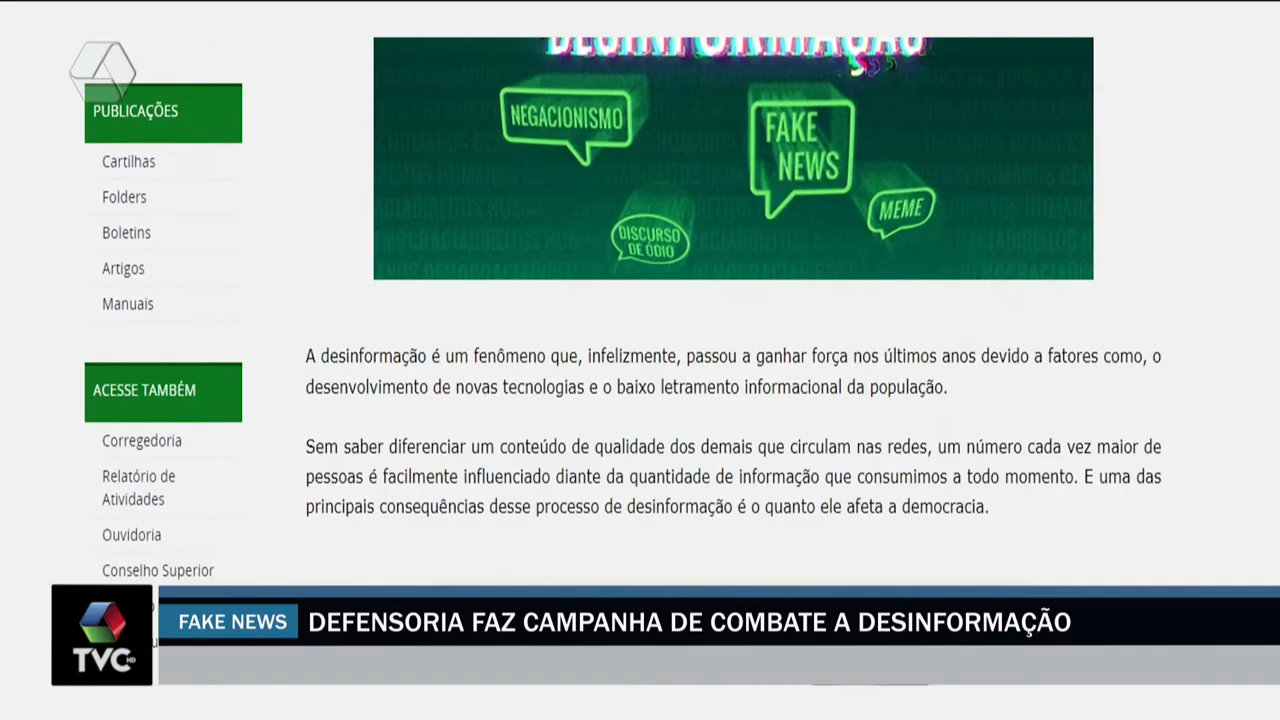 DESINFORMAÇÃO
PUBLICAÇÕES
Cartilhas
Folders
Boletins
Artigos
Manuais
ACESSE TAMBÉM
Corregedoria
Relatório de
Atividades
Ouvidoria
Conselho Superior
NEGACIONISMO
FAKE
NEWS
MEME
DISCURSO
DE ÓDIO
A desinformação é um fenômeno que, infelizmente, passou a ganhar força nos últimos anos devido a fatores como, o
desenvolvimento de novas tecnologias e o baixo letramento informacional da população.
Sem saber diferenciar um conteúdo de qualidade dos demais que circulam nas redes, um número cada vez maior de
pessoas é facilmente influenciado diante da quantidade de informação que consumimos a todo momento. E uma das
principais consequências desse processo de desinformação é o quanto ele afeta a democracia.
FAKE NEWS
DEFENSORIA FAZ CAMPANHA DE COMBATE A DESINFORMAÇÃO
TVC HD